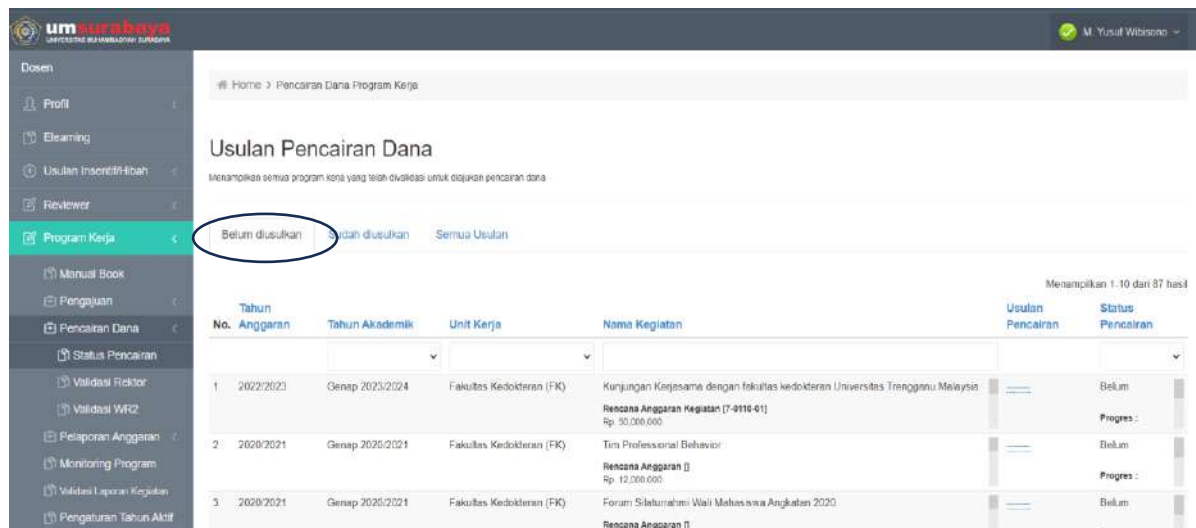 umsurabaya
UNIVERSITAS MUHAMMADIYAH SURABAYA
M. Yusuf Wibisono
Dosen
Profil
Elearning
Usulan Insentif/Hibah
Reviewer
Program Kerja
Manual Book
Pengajuan
Pencairan Dana
Status Pencairan
Validasi Rektor
Validasi WR2
Pelaporan Anggaran
Monitoring Program
Validasi Laporan Kegiatan
Pengaturan Tahun Aktif
Home > Pencairan Dana Program Kerja
Usulan Pencairan Dana
Menampilkan semua program kerja yang telah divalidasi untuk diajukan pencairan dana
Belum diusulkan Sudah diusulkan Semua Usulan
Menampilkan 1-10 dari 87 hasil
No. Tahun Anggaran Tahun Akademik Unit Kerja Nama Kegiatan Usulan Pencairan Status Pencairan
1 2022/2023 Genap 2023/2024 Fakultas Kedokteran (FK) Kunjungan Kerjasama dengan fakultas kedokteran Universitas Trengganu Malaysia Belum
Rencana Anggaran Kegiatan [7-0110-01] Progres :
Rp. 50,000,000
2 2020/2021 Genap 2020/2021 Fakultas Kedokteran (FK) Tim Professional Behavior Belum
Rencana Anggaran [] Progres :
Rp. 12,000,000
3 2020/2021 Genap 2020/2021 Fakultas Kedokteran (FK) Forum Silaturrahmi Wali Mahasiswa Angkatan 2020 Belum
Rencana Anggaran []